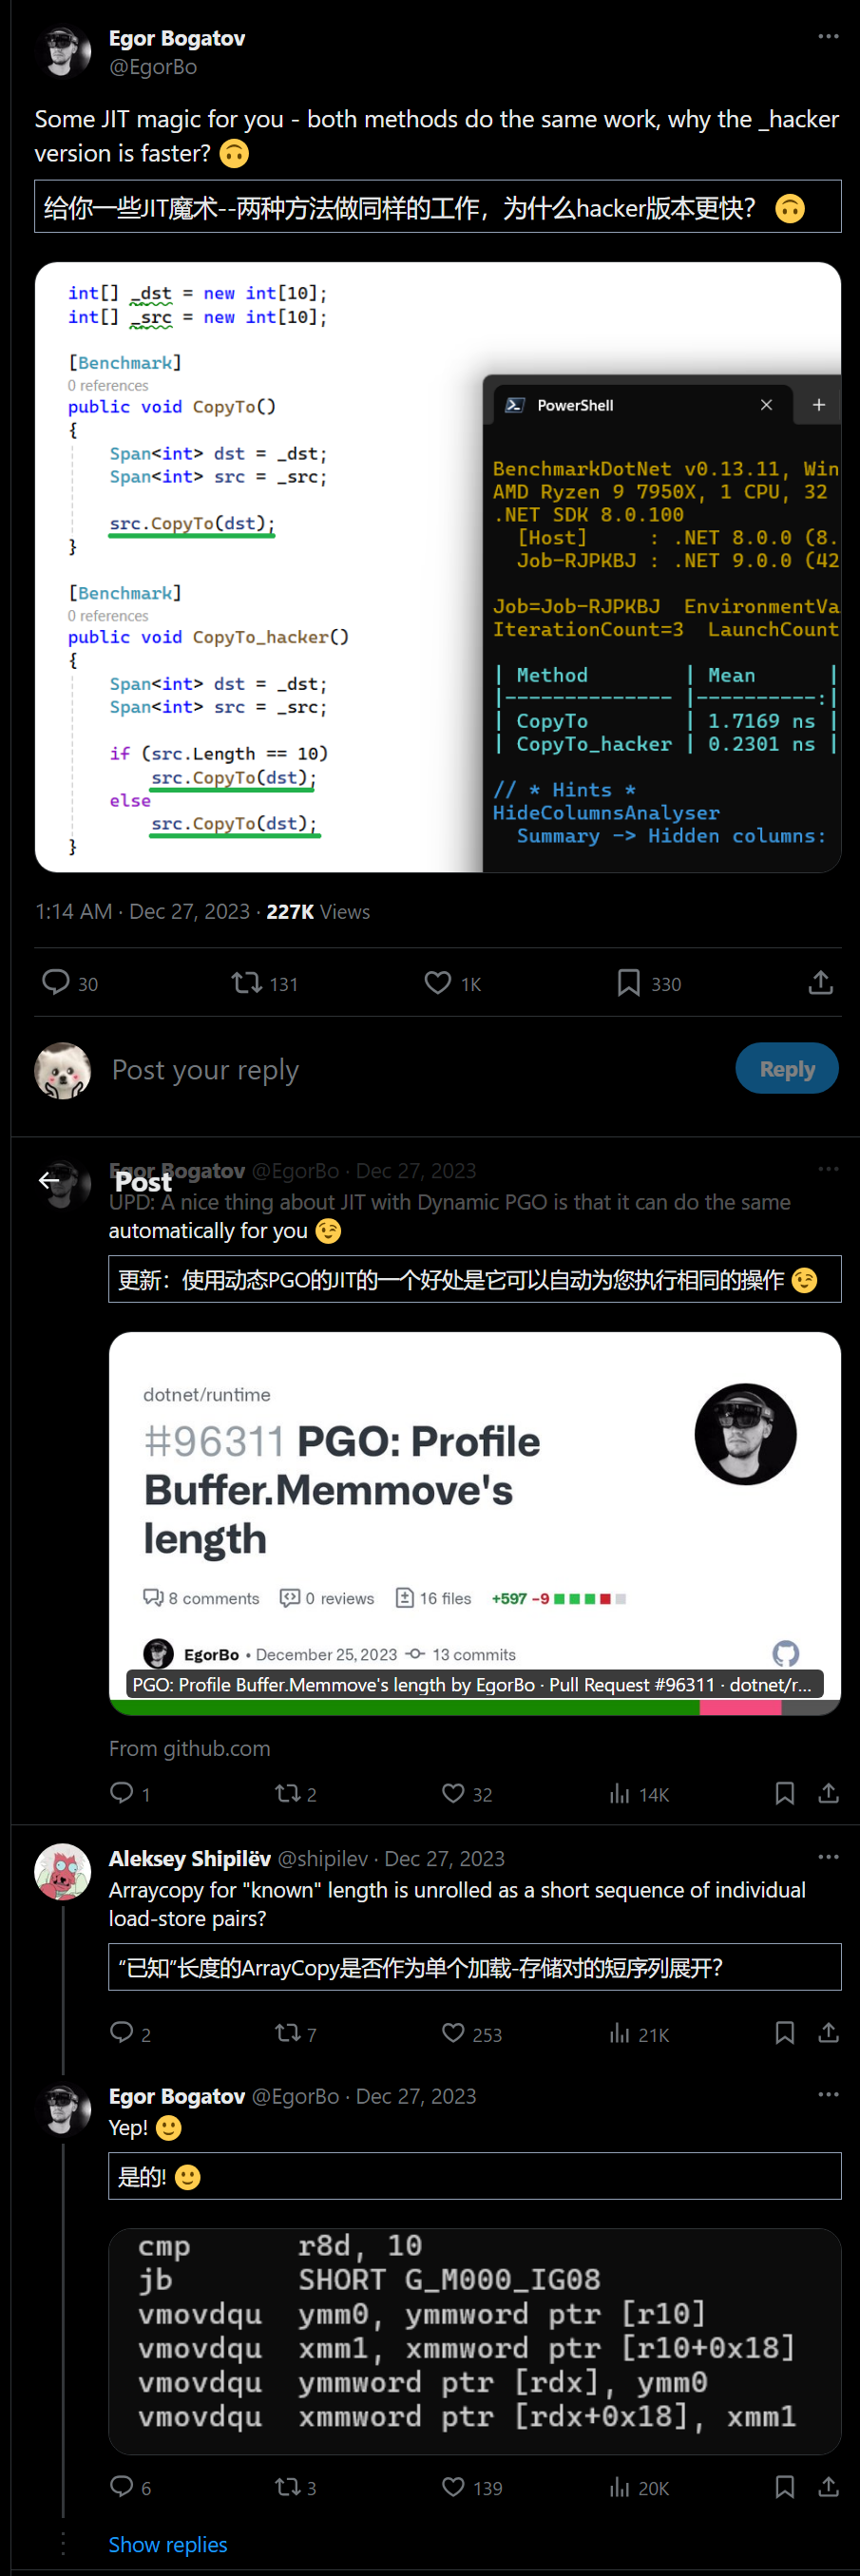 Egor Bogatov
@EgorBo
Some JIT magic for you - both methods do the same work, why the _hacker
version is faster? 🙃
给你一些JIT魔术--两种方法做同样的工作，为什么hacker版本更快？ 🙃
int[] _dst = new int[10];
int[] _src = new int[10];
[Benchmark]
0 references
public void CopyTo()
{
Span<int> dst = _dst;
Span<int> src = _src;
src.CopyTo(dst);
}
[Benchmark]
0 references
public void CopyTo_hacker()
{
Span<int> dst = _dst;
Span<int> src = _src;
if (src.Length == 10)
src.CopyTo(dst);
else
src.CopyTo(dst);
}
PowerShell
BenchmarkDotNet v0.13.11, Win
AMD Ryzen 9 7950X, 1 CPU, 32
.NET SDK 8.0.100
[Host]     : .NET 8.0.0 (8.
Job-RJPKBJ : .NET 9.0.0 (42
Job=Job-RJPKBJ  EnvironmentVa
IterationCount=3  LaunchCount
| Method        | Mean      |
|-------------- |----------:|
| CopyTo        | 1.7169 ns |
| CopyTo_hacker | 0.2301 ns |
// * Hints *
HideColumnsAnalyser
Summary -> Hidden columns:
1:14 AM · Dec 27, 2023 · 227K Views
30 131 1K 330
Post your reply
Reply
Post
Egor Bogatov @EgorBo · Dec 27, 2023
UPD: A nice thing about JIT with Dynamic PGO is that it can do the same
automatically for you 😉
更新：使用动态PGO的JIT的一个好处是它可以自动为您执行相同的操作 😉
dotnet/runtime
#96311 PGO: Profile
Buffer.Memmove's
length
8 comments 0 reviews 16 files +597 -9
EgorBo • December 25, 2023 13 commits
PGO: Profile Buffer.Memmove's length by EgorBo · Pull Request #96311 · dotnet/r...
From github.com
1 2 32 14K
Aleksey Shipilëv @shipilev · Dec 27, 2023
Arraycopy for "known" length is unrolled as a short sequence of individual
load-store pairs?
“已知”长度的ArrayCopy是否作为单个加载-存储对的短序列展开？
2 7 253 21K
Egor Bogatov @EgorBo · Dec 27, 2023
Yep! 🙂
是的! 🙂
cmp      r8d, 10
jb       SHORT G_M000_IG08
vmovdqu  ymm0, ymmword ptr [r10]
vmovdqu  xmm1, xmmword ptr [r10+0x18]
vmovdqu  ymmword ptr [rdx], ymm0
vmovdqu  xmmword ptr [rdx+0x18], xmm1
6 3 139 20K
Show replies